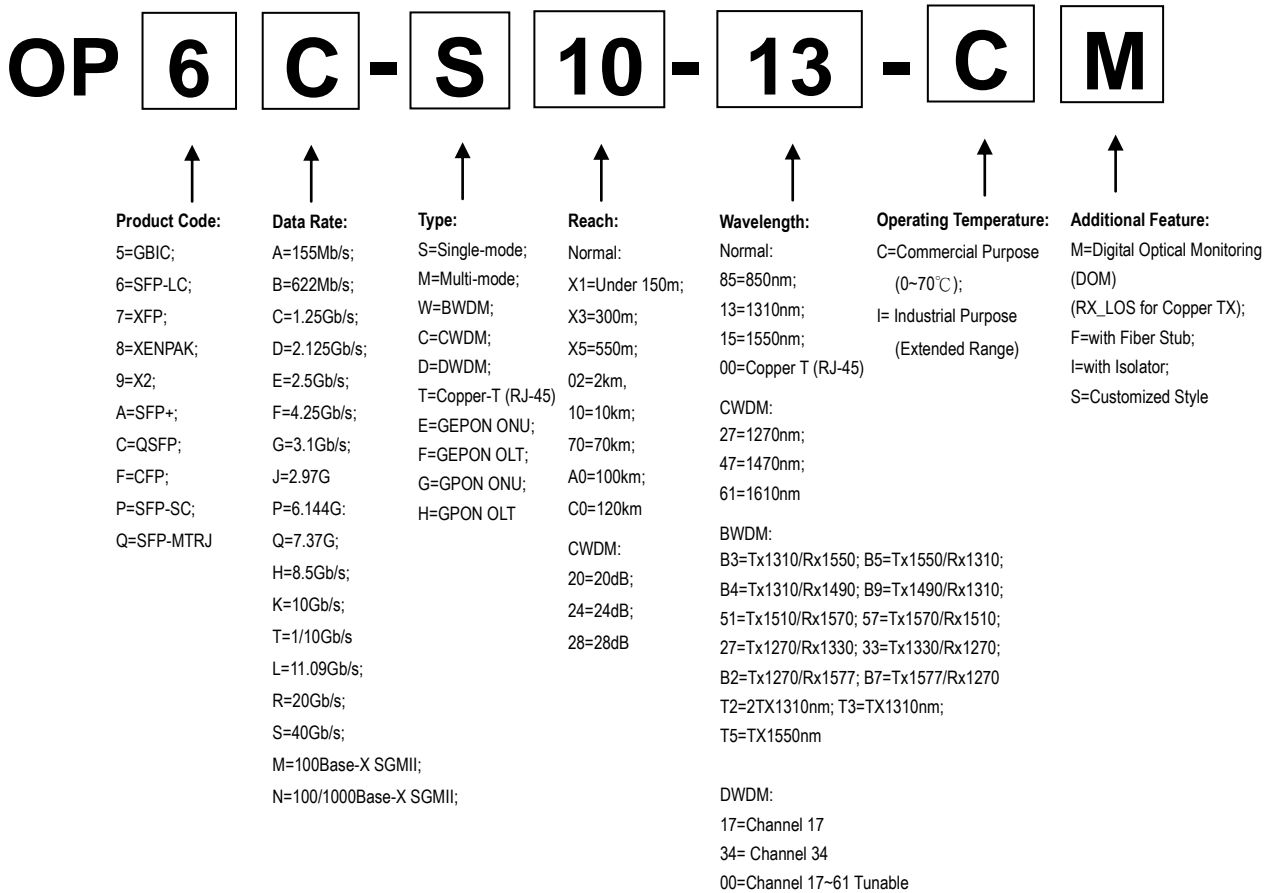 OP 6 C - S 10 - 13 - C M
Product Code:
5=GBIC;
6=SFP-LC;
7=XFP;
8=XENPAK;
9=X2;
A=SFP+;
C=QSFP;
F=CFP;
P=SFP-SC;
Q=SFP-MTRJ
Data Rate:
A=155Mb/s;
B=622Mb/s;
C=1.25Gb/s;
D=2.125Gb/s;
E=2.5Gb/s;
F=4.25Gb/s;
G=3.1Gb/s;
J=2.97G
P=6.144G:
Q=7.37G;
H=8.5Gb/s;
K=10Gb/s;
T=1/10Gb/s
L=11.09Gb/s;
R=20Gb/s;
S=40Gb/s;
M=100Base-X SGMII;
N=100/1000Base-X SGMII;
Type:
S=Single-mode;
M=Multi-mode;
W=BWDM;
C=CWDM;
D=DWDM;
T=Copper-T (RJ-45)
E=GEPON ONU;
F=GEPON OLT;
G=GPON ONU;
H=GPON OLT
Reach:
Normal:
X1=Under 150m;
X3=300m;
X5=550m;
02=2km,
10=10km;
70=70km;
A0=100km;
C0=120km
CWDM:
20=20dB;
24=24dB;
28=28dB
Wavelength:
Normal:
85=850nm;
13=1310nm;
15=1550nm;
00=Copper T (RJ-45)
CWDM:
27=1270nm;
47=1470nm;
61=1610nm
BWDM:
B3=Tx1310/Rx1550; B5=Tx1550/Rx1310;
B4=Tx1310/Rx1490; B9=Tx1490/Rx1310;
51=Tx1510/Rx1570; 57=Tx1570/Rx1510;
27=Tx1270/Rx1330; 33=Tx1330/Rx1270;
B2=Tx1270/Rx1577; B7=Tx1577/Rx1270
T2=2TX1310nm; T3=TX1310nm;
T5=TX1550nm
DWDM:
17=Channel 17
34= Channel 34
00=Channel 17~61 Tunable
Operating Temperature:
C=Commercial Purpose
(0~70℃);
I= Industrial Purpose
(Extended Range)
Additional Feature:
M=Digital Optical Monitoring
(DOM)
(RX_LOS for Copper TX);
F=with Fiber Stub;
I=with Isolator;
S=Customized Style